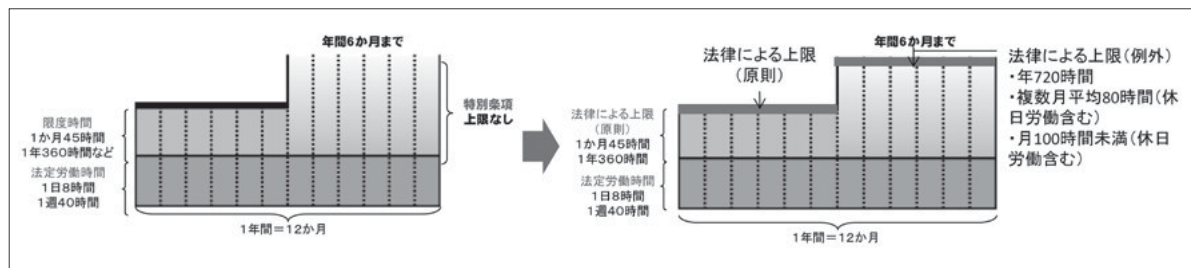 年間6か月まで
限度時間
1か月45時間
1年360時間など
法定労働時間
1日8時間
1週40時間
特別条項
上限なし
1年間＝12か月
法律による上限
(原則)
年間6か月まで
法律による上限(例外)
・年720時間
・複数月平均80時間(休
日労働含む)
・月100時間未満(休日
労働含む)
法律による上限
(原則)
1か月45時間
1年360時間
法定労働時間
1日8時間
1週40時間
1年間＝12か月